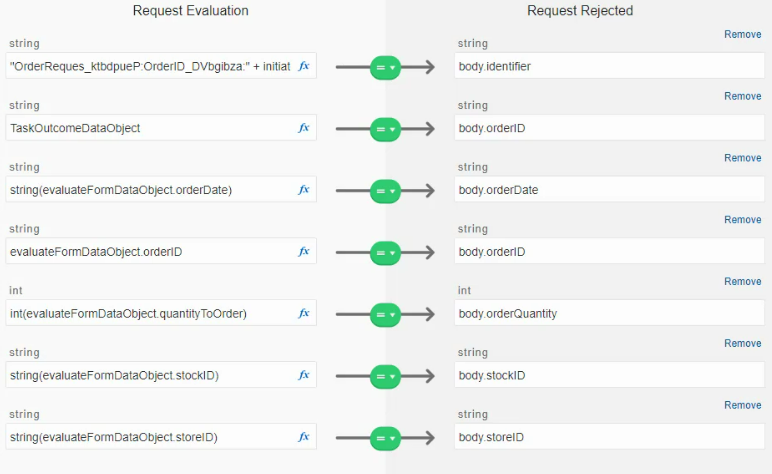 Request Evaluation Request Rejected
Remove
string string
"OrderReques_ktbdpueP:OrderID_DVbgibza:" + initiat fx body.identifier
Remove
string string
TaskOutcomeDataObject fx body.orderID
Remove
string string
string(evaluateFormDataObject.orderDate) fx body.orderDate
Remove
string string
evaluateFormDataObject.orderID fx body.orderID
Remove
int int
int(evaluateFormDataObject.quantityToOrder) fx body.orderQuantity
Remove
string string
string(evaluateFormDataObject.stockID) fx body.stockID
Remove
string string
string(evaluateFormDataObject.storeID) fx body.storeID